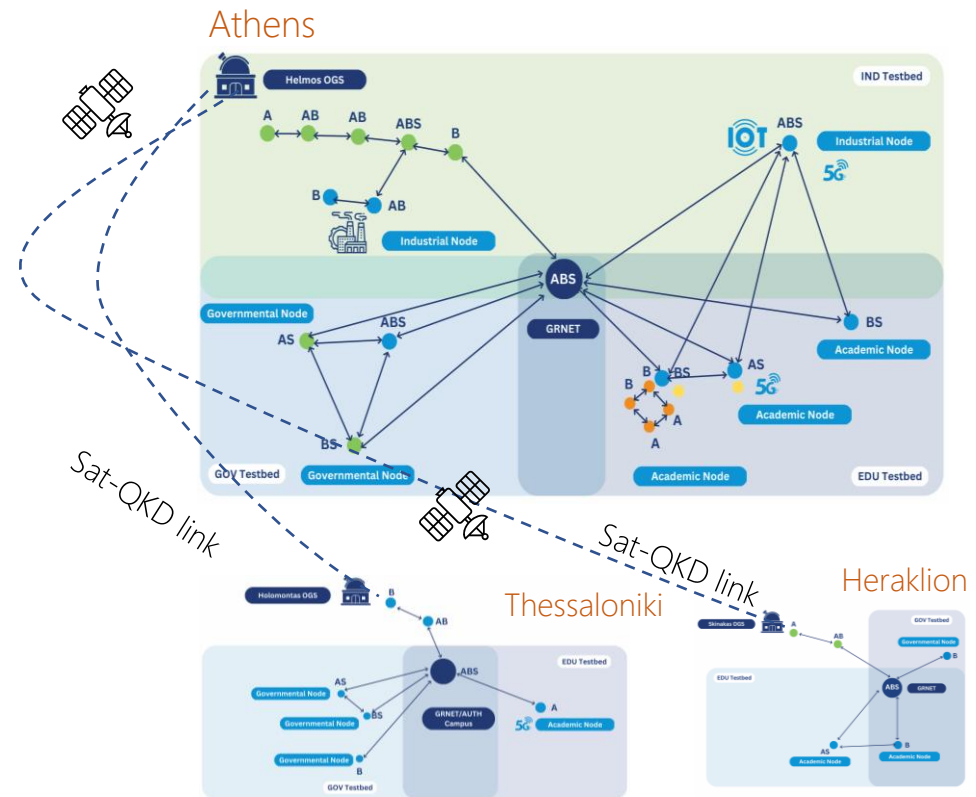 Athens
Helmos OGS
IND Testbed
A
AB
AB
ABS
B
IOT
ABS
Industrial Node
5G
B
AB
Industrial Node
ABS
GRNET
Governmental Node
AS
ABS
BS
GOV Testbed
Governmental Node
BS
Academic Node
B
BS
AS
5G
Academic Node
B
A
A
Academic Node
EDU Testbed
Sat-QKD link
Sat-QKD link
Holomontas OGS
B
AB
Thessaloniki
EDU Testbed
ABS
AS
Governmental Node
BS
Governmental Node
Governmental Node
B
GRNET/AUTH
Campus
A
5G
Academic Node
GOV Testbed
Heraklion
Skinakas OGS
A
AB
GOV Testbed
Governmental Node
B
EDU Testbed
ABS
GRNET
AS
Academic Node
B
Academic Node